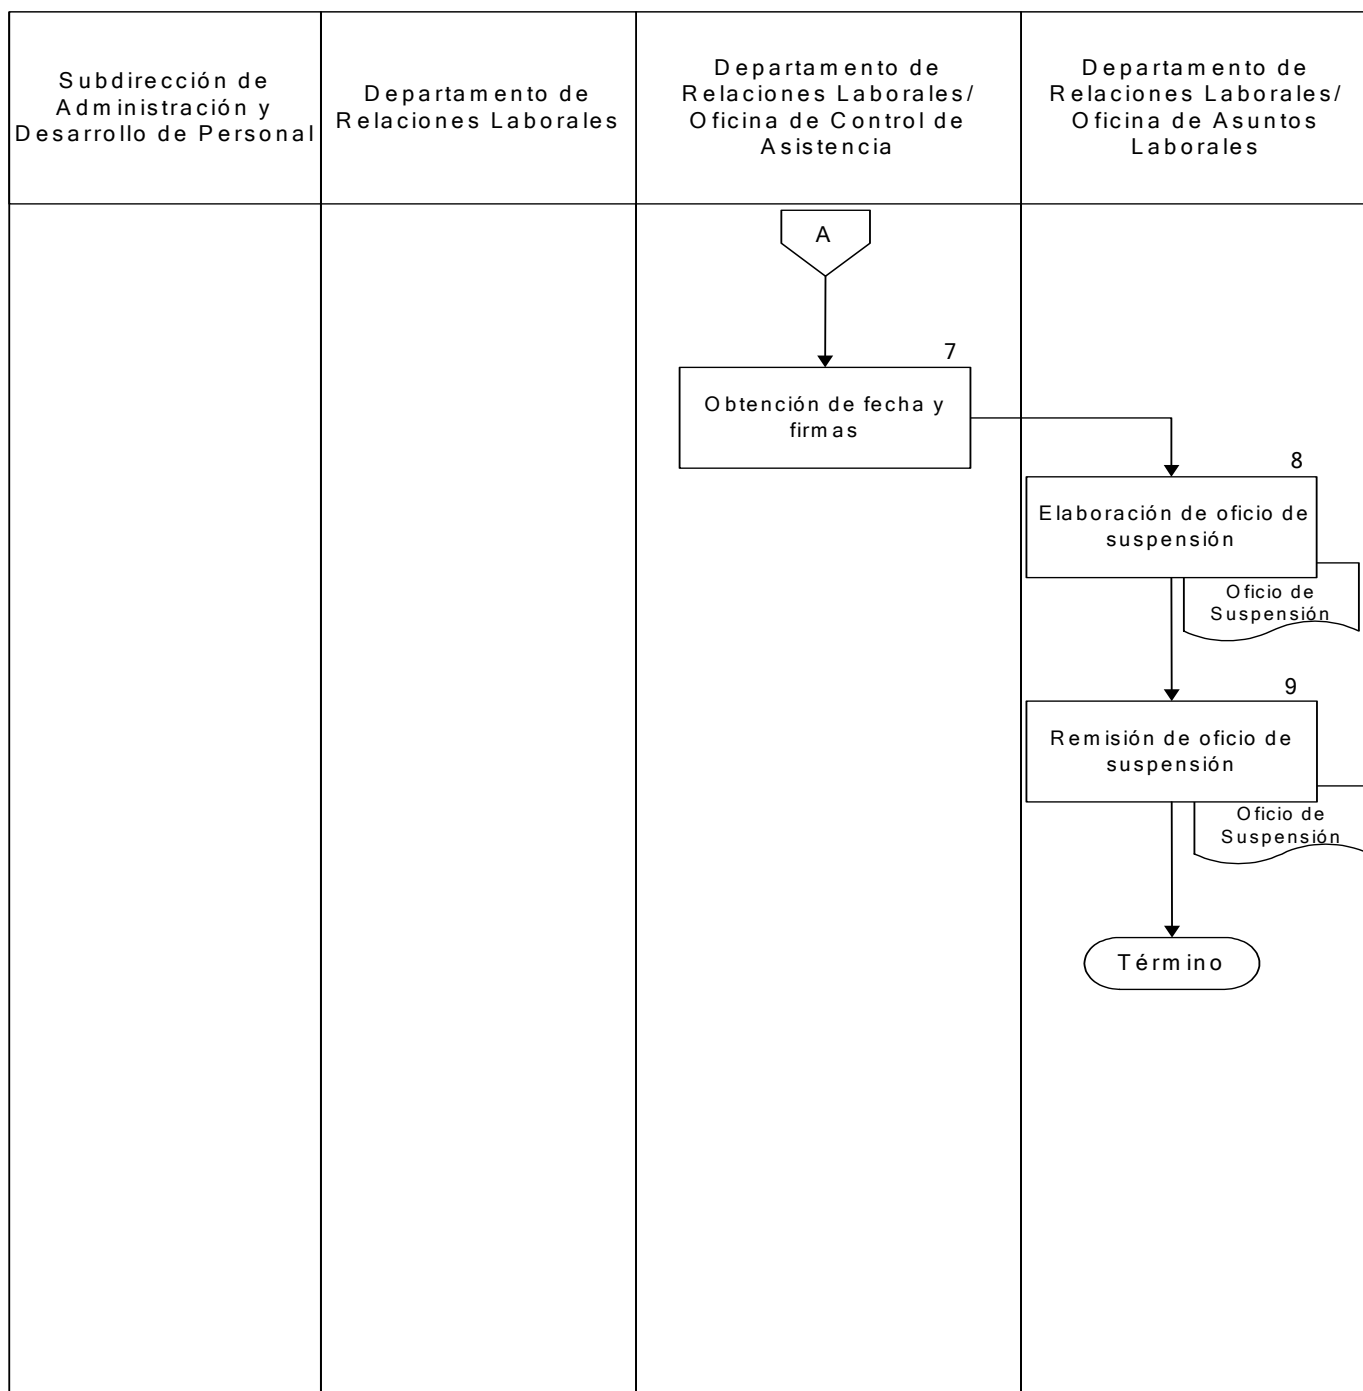 Subdirección de
Administración y
Desarrollo de Personal
Departamento de
Relaciones Laborales
Departamento de
Relaciones Laborales/
Oficina de Control de
Asistencia
Departamento de
Relaciones Laborales/
Oficina de Asuntos
Laborales
A
7
Obtención de fecha y
firmas
8
Elaboración de oficio de
suspensión
Oficio de
Suspensión
9
Remisión de oficio de
suspensión
Oficio de
Suspensión
Término